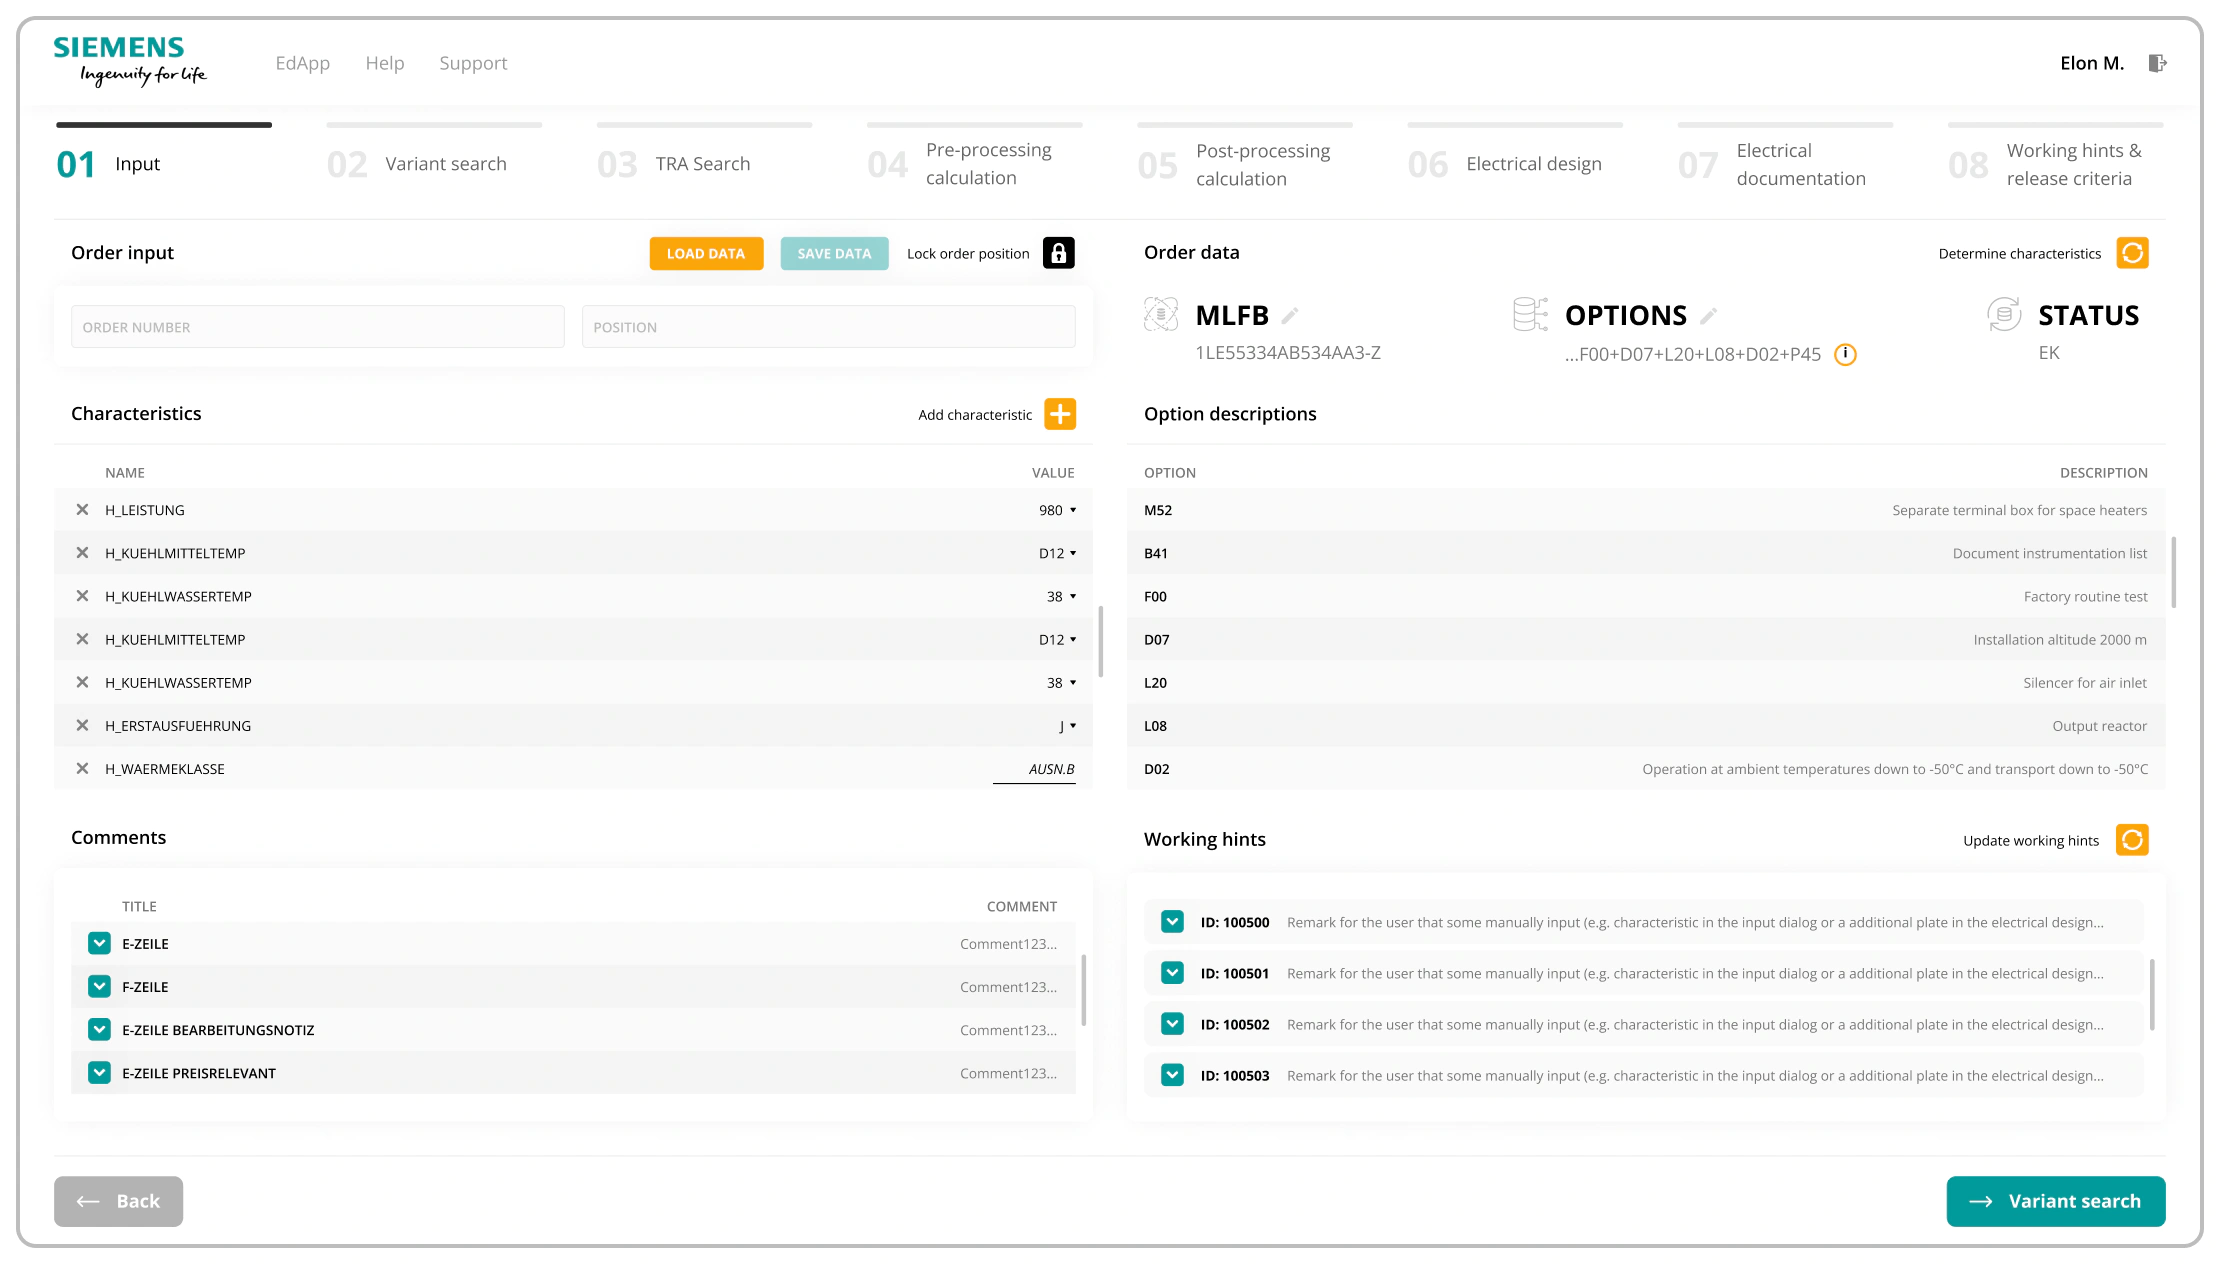 SIEMENS
Ingenuity for life
EdApp Help Support
Elon M.
01 Input
02 Variant search
03 TRA Search
04 Pre-processing
calculation
05 Post-processing
calculation
06 Electrical design
07 Electrical
documentation
08 Working hints &
release criteria
Order input
LOAD DATA
SAVE DATA
Lock order position
ORDER NUMBER
POSITION
Order data
Determine characteristics
MLFB
1LE55334AB534AA3-Z
OPTIONS
...F00+D07+L20+L08+D02+P45 i
STATUS
EK
Characteristics
Add characteristic
NAME VALUE
H_LEISTUNG 980
H_KUEHLMITTELTEMP D12
H_KUEHLWASSERTEMP 38
H_KUEHLMITTELTEMP D12
H_KUEHLWASSERTEMP 38
H_ERSTAUSFUEHRUNG J
H_WAERMEKLASSE AUSN.B
Option descriptions
OPTION DESCRIPTION
M52 Separate terminal box for space heaters
B41 Document instrumentation list
F00 Factory routine test
D07 Installation altitude 2000 m
L20 Silencer for air inlet
L08 Output reactor
D02 Operation at ambient temperatures down to -50°C and transport down to -50°C
Comments
TITLE COMMENT
E-ZEILE Comment123...
F-ZEILE Comment123...
E-ZEILE BEARBEITUNGSNOTIZ Comment123...
E-ZEILE PREISRELEVANT Comment123...
Working hints
Update working hints
ID: 100500 Remark for the user that some manually input (e.g. characteristic in the input dialog or a additional plate in the electrical design...
ID: 100501 Remark for the user that some manually input (e.g. characteristic in the input dialog or a additional plate in the electrical design...
ID: 100502 Remark for the user that some manually input (e.g. characteristic in the input dialog or a additional plate in the electrical design...
ID: 100503 Remark for the user that some manually input (e.g. characteristic in the input dialog or a additional plate in the electrical design...
Back
Variant search